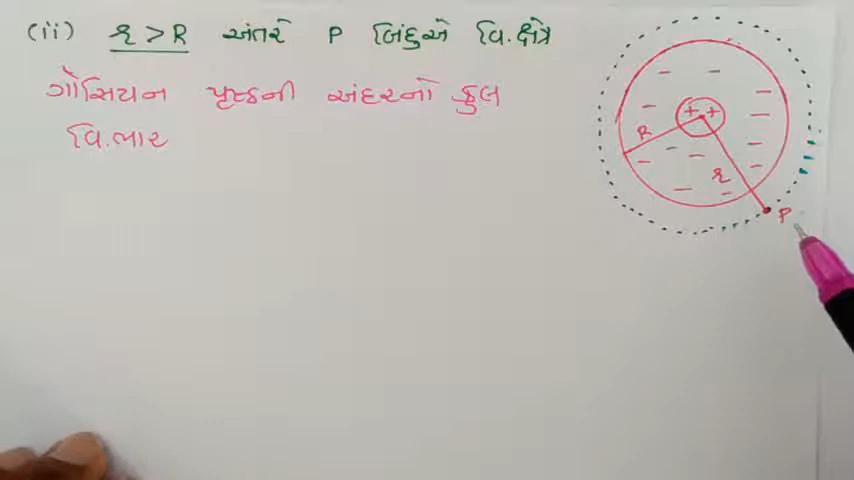 (ii) r > R અંતરે P બિંદુએ વિ.ક્ષેત્ર
ગૌસિયન પૃષ્ઠની અંદરનો કુલ
વિ.ભાર
+ +
R
r
P